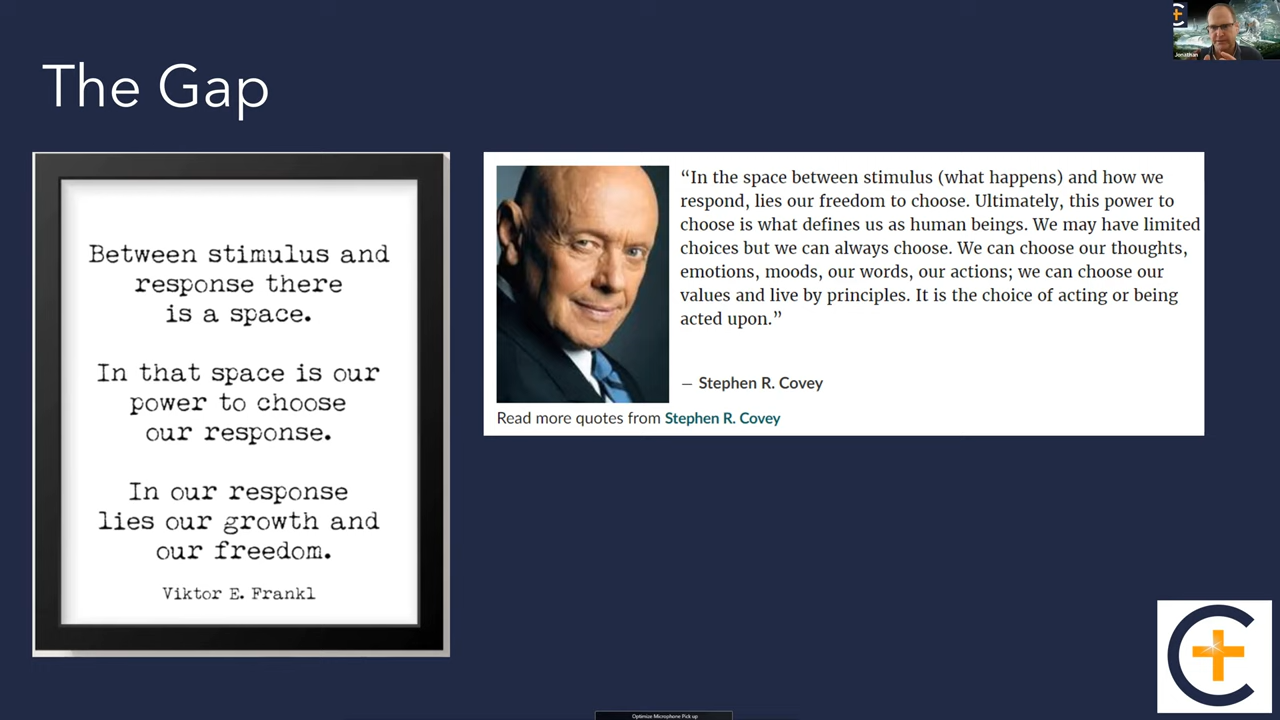 The Gap
Between stimulus and
response there
is a space.
In that space is our
power to choose
our response.
In our response
lies our growth and
our freedom.
Viktor E. Frankl
“In the space between stimulus (what happens) and how we
respond, lies our freedom to choose. Ultimately, this power to
choose is what defines us as human beings. We may have limited
choices but we can always choose. We can choose our thoughts,
emotions, moods, our words, our actions; we can choose our
values and live by principles. It is the choice of acting or being
acted upon.”
— Stephen R. Covey
Read more quotes from Stephen R. Covey
Jonathan
Optimize Microphone Pick up